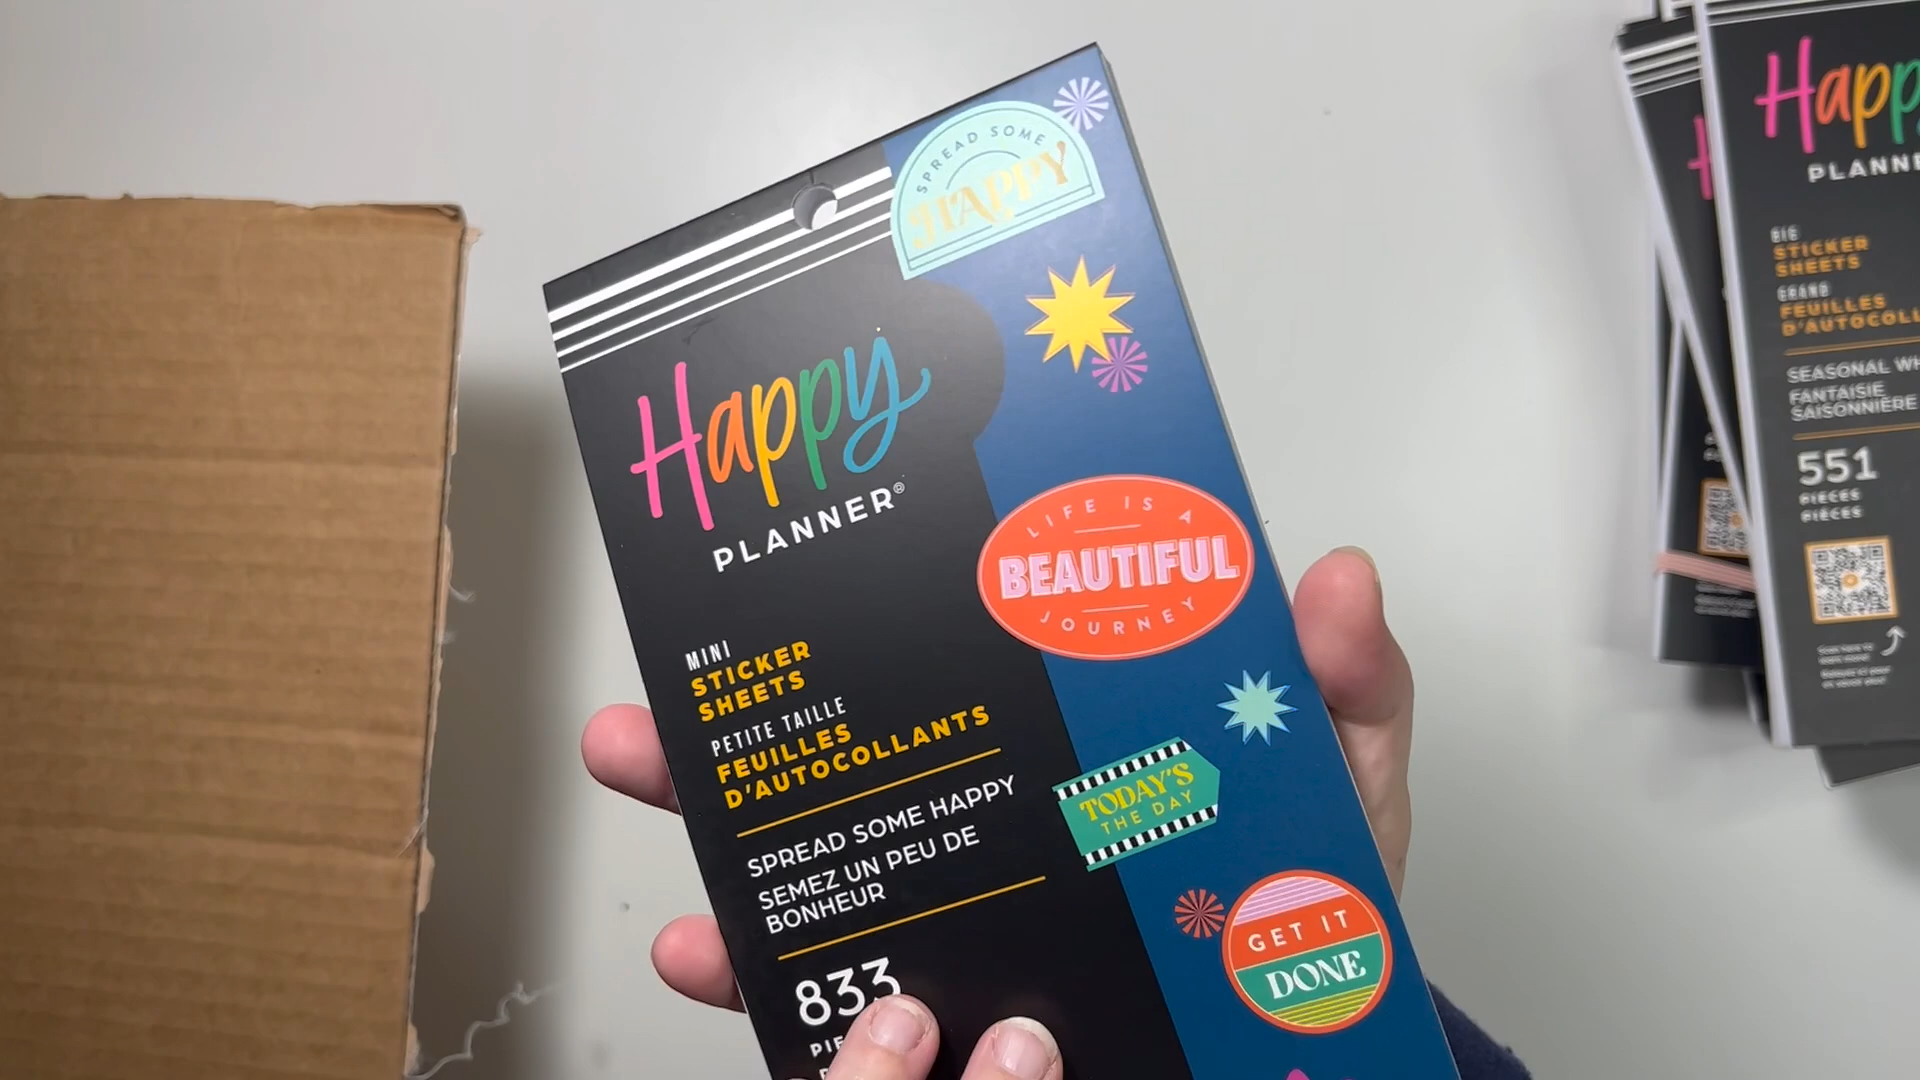 SPREAD SOME
HAPPY
Happy
PLANNER®
LIFE IS A
BEAUTIFUL
JOURNEY
MINI
STICKER
SHEETS
PETITE TAILLE
FEUILLES
D'AUTOCOLLANTS
TODAY'S
THE DAY
SPREAD SOME HAPPY
SEMEZ UN PEU DE
BONHEUR
GET IT
DONE
833
Happy
BIG
STICKER
SHEETS
GRAND
FEUILLES
SEASONAL
FANTAISIE
SAISONNIÈRE
551
PIECES
PIÈCES